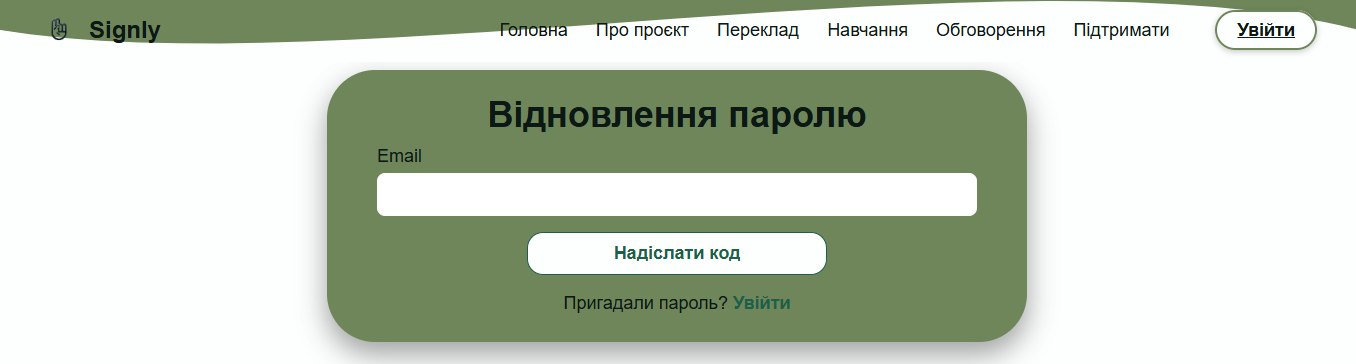 Signly
Головна Про проєкт Переклад Навчання Обговорення Підтримати Увійти
Відновлення паролю
Email
Надіслати код
Пригадали пароль? Увійти